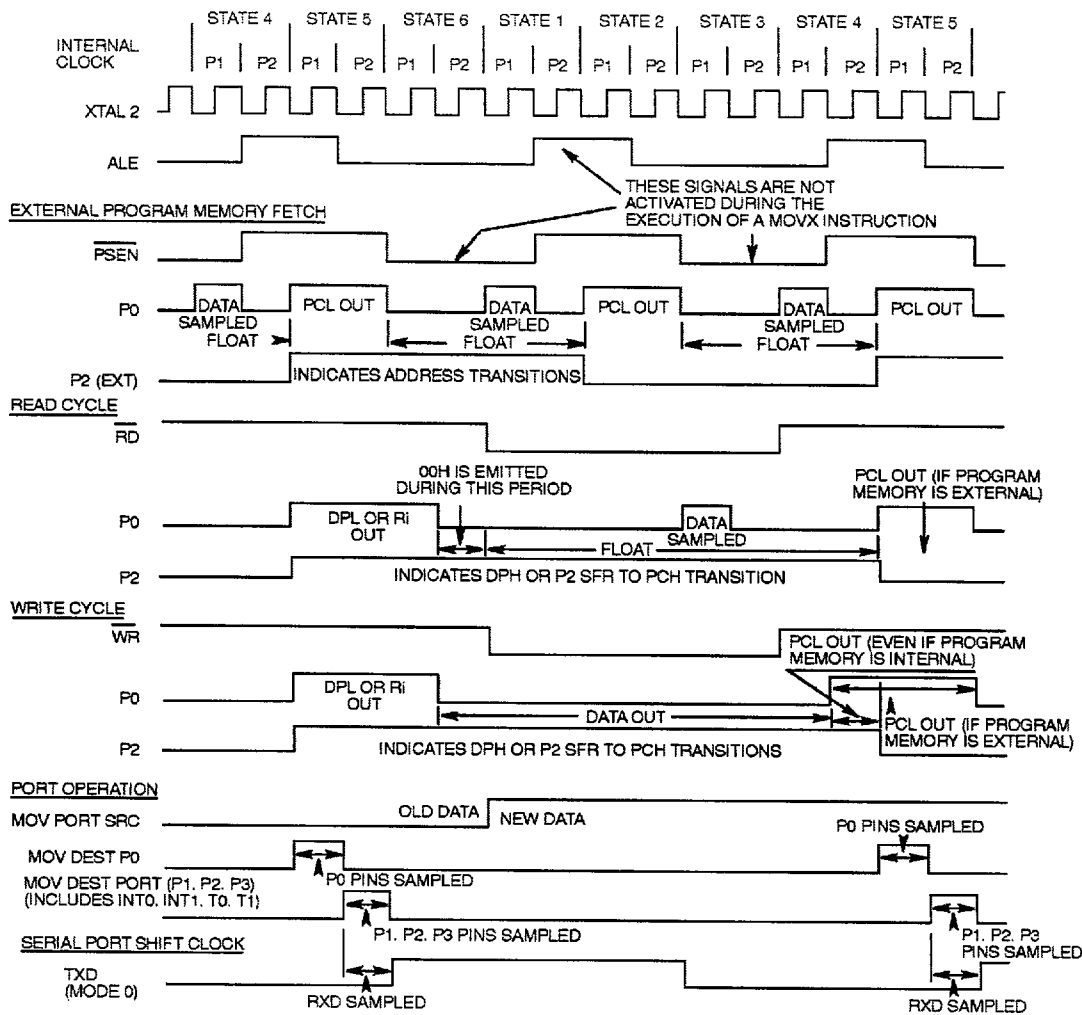 STATE 4 STATE 5 STATE 6 STATE 1 STATE 2 STATE 3 STATE 4 STATE 5
INTERNAL
CLOCK
P1 P2 P1 P2 P1 P2 P1 P2 P1 P2 P1 P2 P1 P2 P1 P2
XTAL 2
ALE
THESE SIGNALS ARE NOT
ACTIVATED DURING THE
EXECUTION OF A MOVX INSTRUCTION
EXTERNAL PROGRAM MEMORY FETCH
PSEN
P0 DATA PCL OUT DATA PCL OUT DATA PCL OUT
SAMPLED SAMPLED SAMPLED
FLOAT FLOAT FLOAT
P2 (EXT) INDICATES ADDRESS TRANSITIONS
READ CYCLE
RD
00H IS EMITTED
DURING THIS PERIOD
PCL OUT (IF PROGRAM
MEMORY IS EXTERNAL)
P0 DPL OR Ri
OUT
DATA
SAMPLED
FLOAT
P2 INDICATES DPH OR P2 SFR TO PCH TRANSITION
WRITE CYCLE
WR
PCL OUT (EVEN IF PROGRAM
MEMORY IS INTERNAL)
P0 DPL OR Ri
OUT
DATA OUT
PCL OUT (IF PROGRAM
MEMORY IS EXTERNAL)
P2 INDICATES DPH OR P2 SFR TO PCH TRANSITIONS
PORT OPERATION
MOV PORT SRC OLD DATA NEW DATA
MOV DEST P0
P0 PINS SAMPLED
P0 PINS SAMPLED
MOV DEST PORT (P1. P2. P3)
(INCLUDES INT0. INT1. T0. T1)
P1. P2. P3 PINS SAMPLED
P1. P2. P3
PINS SAMPLED
SERIAL PORT SHIFT CLOCK
TXD
(MODE 0)
RXD SAMPLED
RXD SAMPLED